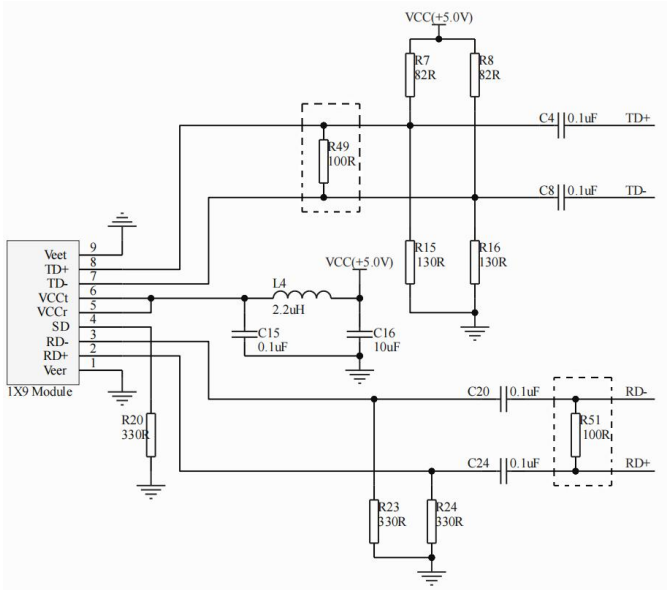 VCC(+5.0V)
R7
82R
R8
82R
C4
0.1uF
TD+
R49
100R
C8
0.1uF
TD-
Veet
9
TD+
8
TD-
7
VCCt
6
VCCr
5
SD
4
RD-
3
RD+
2
Veer
1
1X9 Module
VCC(+5.0V)
L4
2.2uH
R15
130R
R16
130R
C15
0.1uF
C16
10uF
R20
330R
C20
0.1uF
RD-
R51
100R
C24
0.1uF
RD+
R23
330R
R24
330R